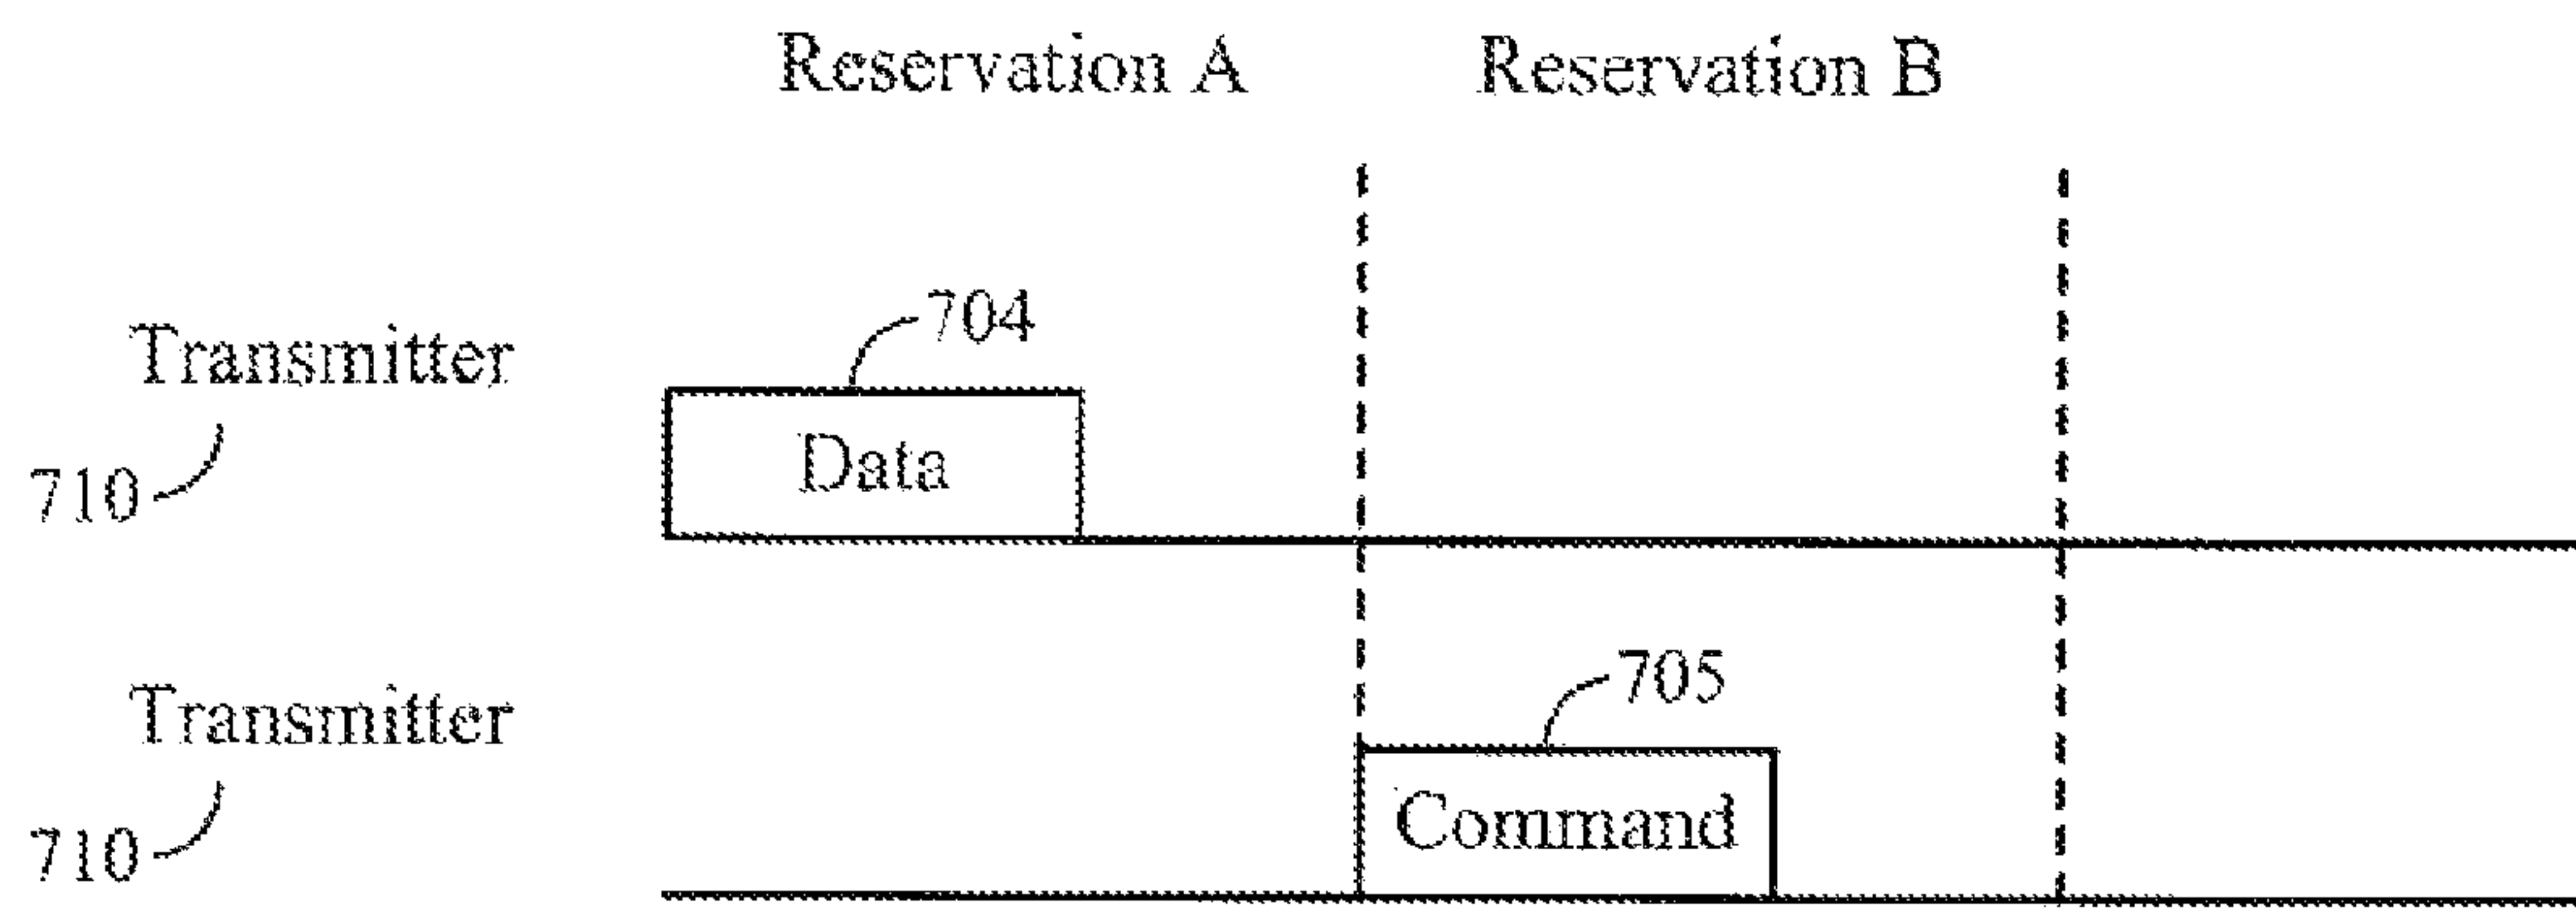 Reservation A Reservation B
704
Transmitter
Data
710
705
Transmitter
Command
710